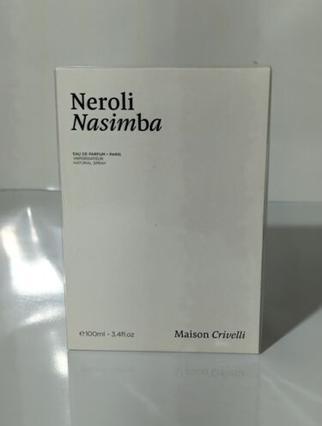 Neroli
Nasimba
EAU DE PARFUM • PARIS
VAPORISATEUR
NATURAL SPRAY
℮100ml - 3.4fl.oz
Maison Crivelli